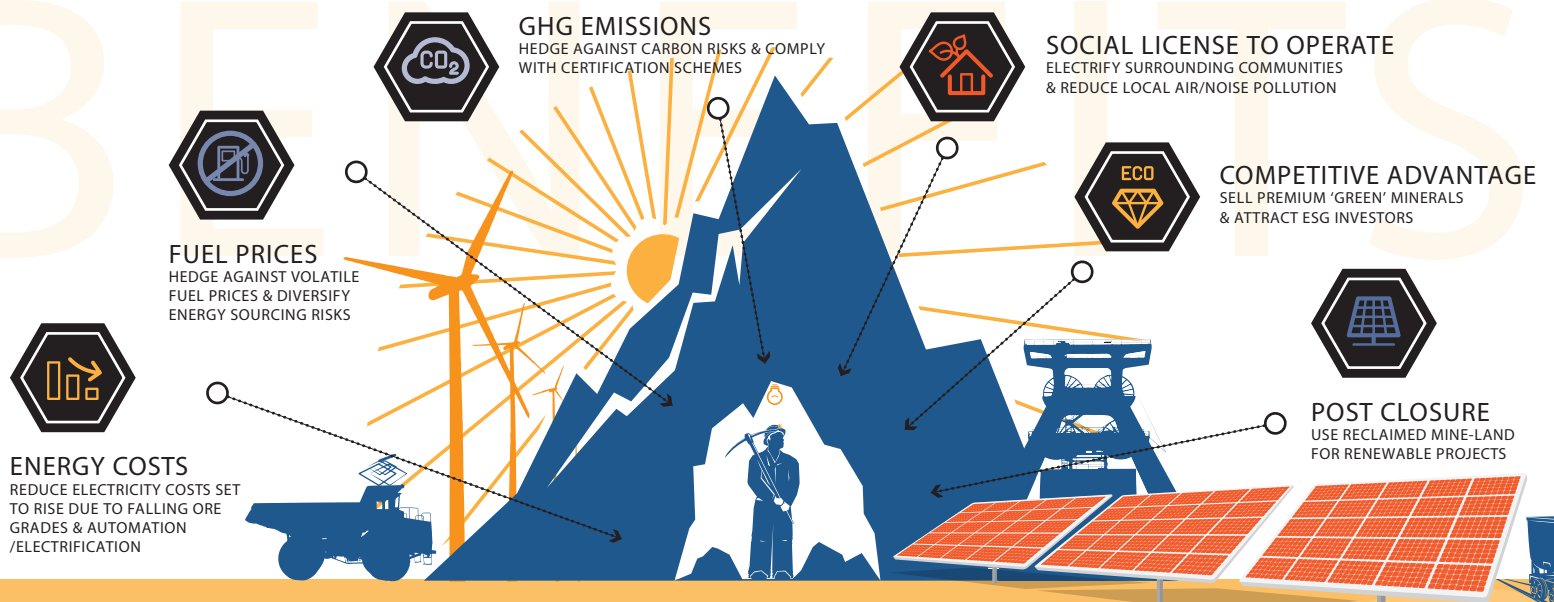 BENEFITS
GHG EMISSIONS
HEDGE AGAINST CARBON RISKS & COMPLY
WITH CERTIFICATION SCHEMES
CO2
SOCIAL LICENSE TO OPERATE
ELECTRIFY SURROUNDING COMMUNITIES
& REDUCE LOCAL AIR/NOISE POLLUTION
FUEL PRICES
HEDGE AGAINST VOLATILE
FUEL PRICES & DIVERSIFY
ENERGY SOURCING RISKS
ECO
COMPETITIVE ADVANTAGE
SELL PREMIUM ‘GREEN’ MINERALS
& ATTRACT ESG INVESTORS
ENERGY COSTS
REDUCE ELECTRICITY COSTS SET
TO RISE DUE TO FALLING ORE
GRADES & AUTOMATION
/ELECTRIFICATION
POST CLOSURE
USE RECLAIMED MINE-LAND
FOR RENEWABLE PROJECTS